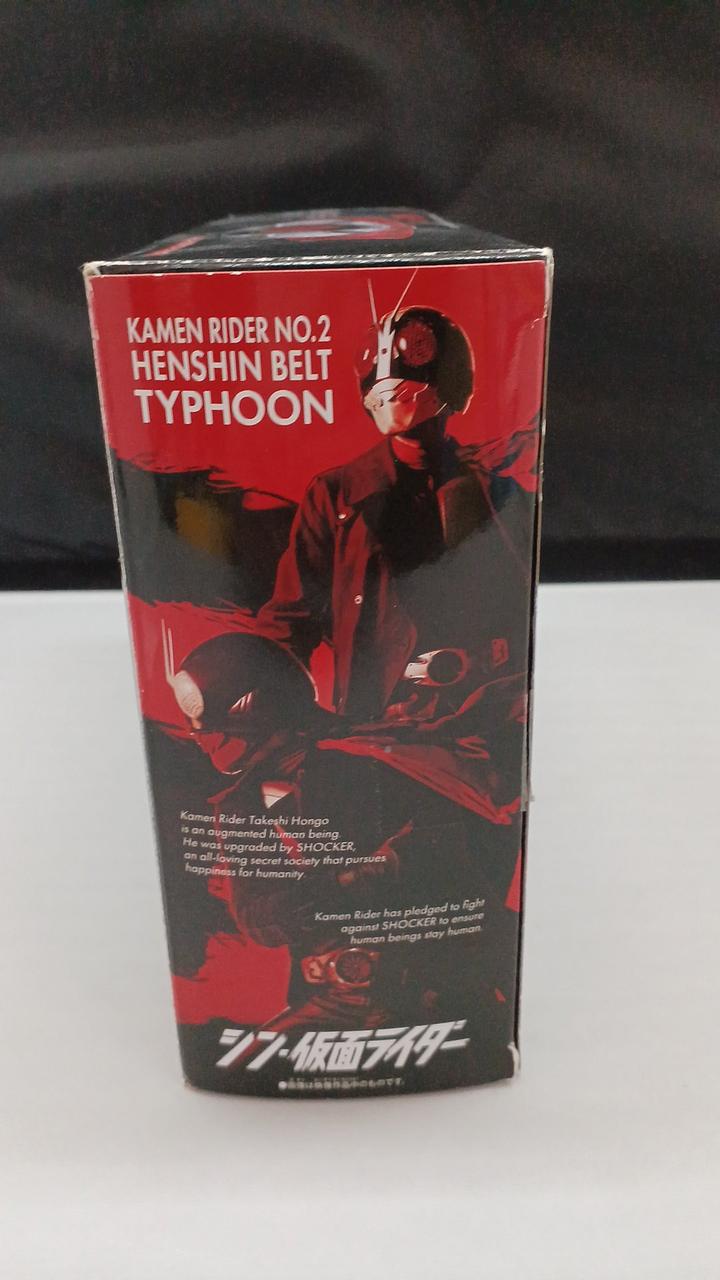 KAMEN RIDER NO.2
HENSHIN BELT
TYPHOON
Kamen Rider Takeshi Hongo
is an augmented human being.
He was upgraded by SHOCKER,
an all-loving secret society that pursues
happiness for humanity.
Kamen Rider has pledged to fight
against SHOCKER to ensure
human beings stay human.
シン・仮面ライダー